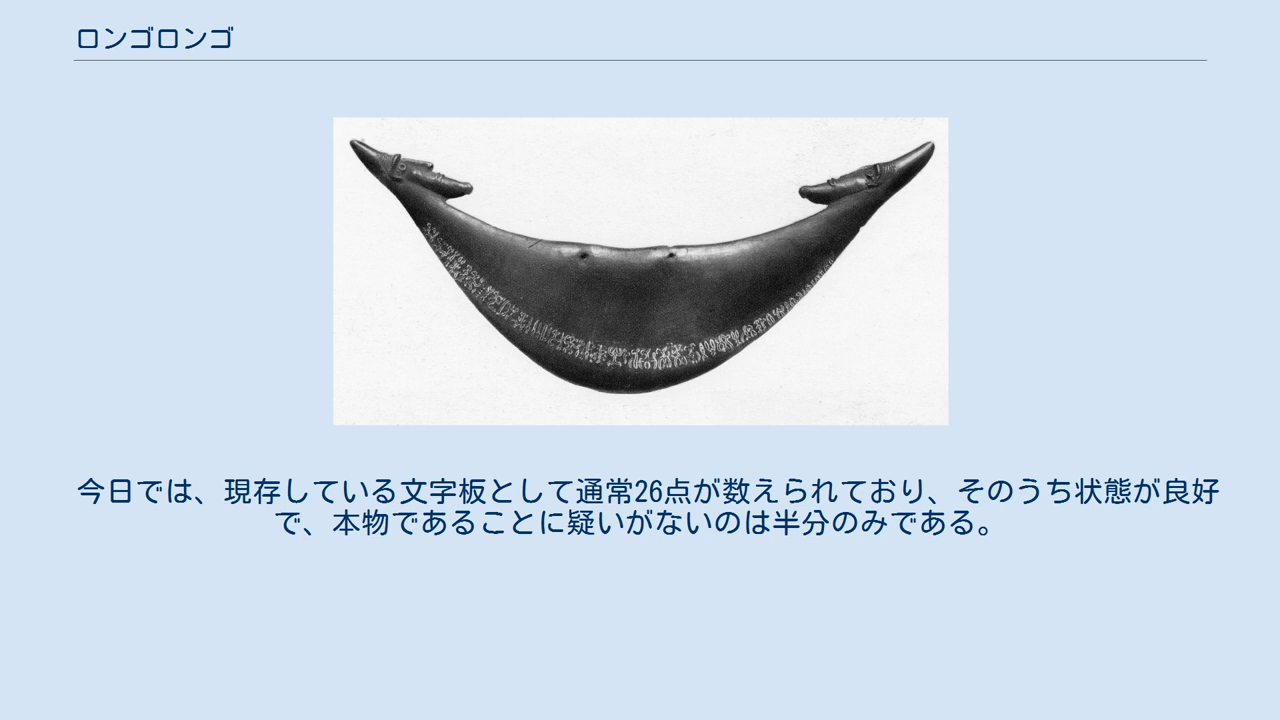 ロンゴロンゴ
今日では、現存している文字板として通常26点が数えられており、そのうち状態が良好
で、本物であることに疑いがないのは半分のみである。